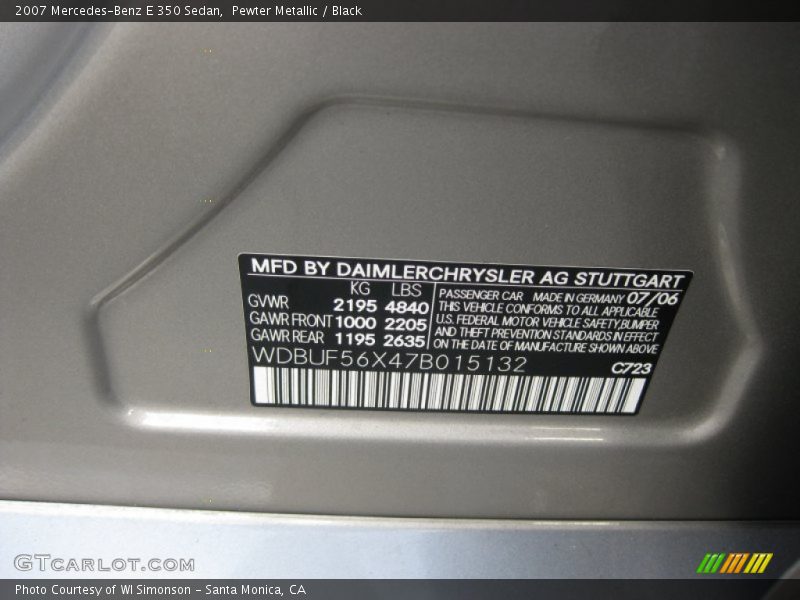 2007 Mercedes-Benz E 350 Sedan,  Pewter Metallic / Black
MFD BY DAIMLERCHRYSLER AG STUTTGART
KG LBS
GVWR 2195 4840
GAWR FRONT 1000 2205
GAWR REAR 1195 2635
PASSENGER CAR MADE IN GERMANY 07/06
THIS VEHICLE CONFORMS TO ALL APPLICABLE
U.S. FEDERAL MOTOR VEHICLE SAFETY, BUMPER
AND THEFT PREVENTION STANDARDS IN EFFECT
ON THE DATE OF MANUFACTURE SHOWN ABOVE
WDBUF56X47B015132
C723
GTCARLOT.COM
Photo Courtesy of WI Simonson - Santa Monica, CA